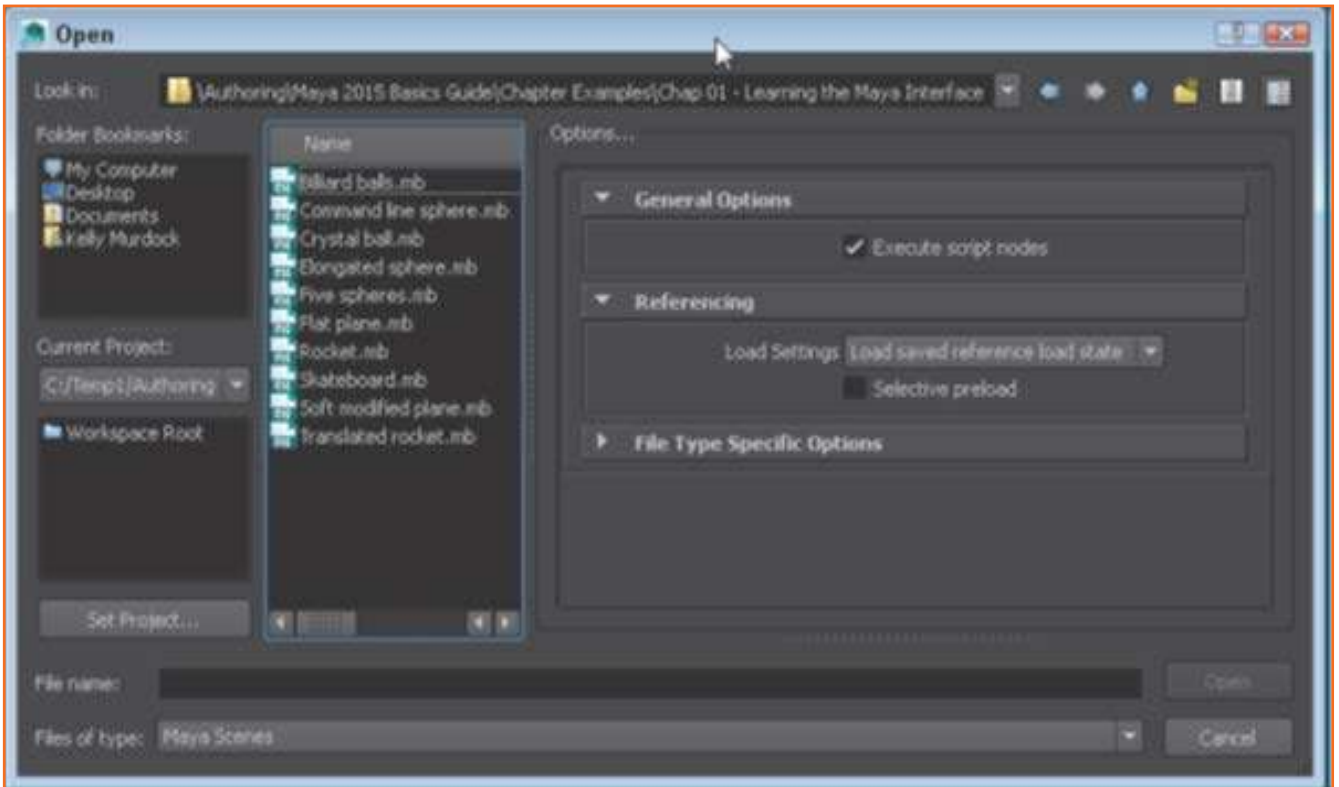 Open
Look in:
\Authoring\Maya 2015 Basics Guide\Chapter Examples\Chap 01 - Learning the Maya Interface
Folder Bookmarks:
My Computer
Desktop
Documents
Kelly Murdock
Current Project:
C:/Temp1/Authoring
Workspace Root
Set Project...
Name
Billiard balls.mb
Command line sphere.mb
Crystal ball.mb
Elongated sphere.mb
Five spheres.mb
Flat plane.mb
Rocket.mb
Skateboard.mb
Soft modified plane.mb
Translated rocket.mb
Options...
General Options
Execute script nodes
Referencing
Load Settings Load saved reference load state
Selective preload
File Type Specific Options
File name:
Open
Files of type: Maya Scenes
Cancel